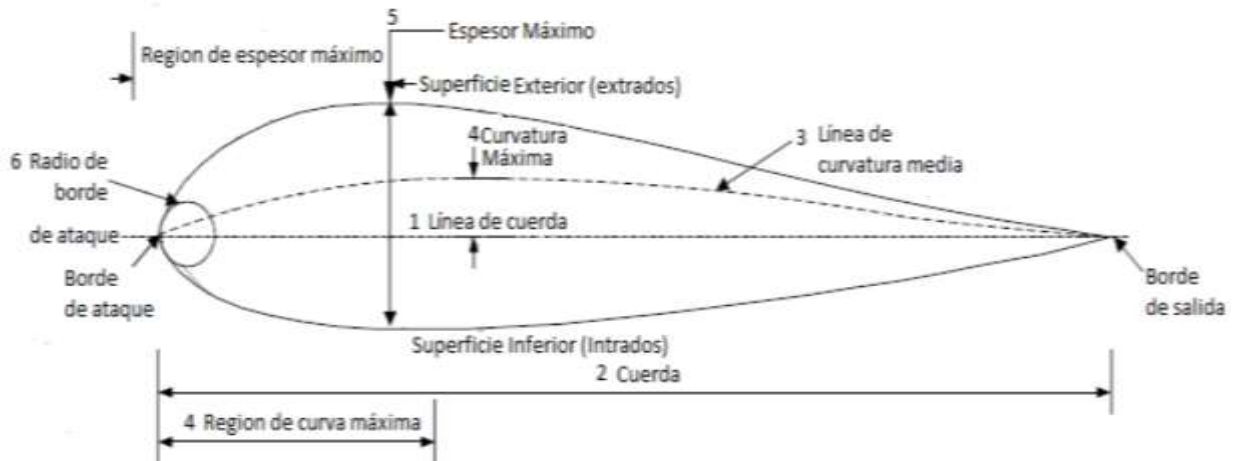 5
Espesor Máximo
Region de espesor máximo
Superficie Exterior (extrados)
4 Curvatura
Máxima
3 Línea de
curvatura media
6 Radio de
borde
de ataque
1 Línea de cuerda
Borde
de ataque
Borde
de salida
Superficie Inferior (Intrados)
2 Cuerda
4 Region de curva máxima